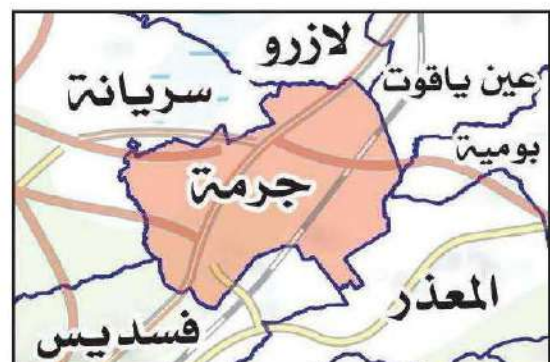 لازرو
عين ياقوت
سريانة
بومية
جرمة
المعذر
فسديس